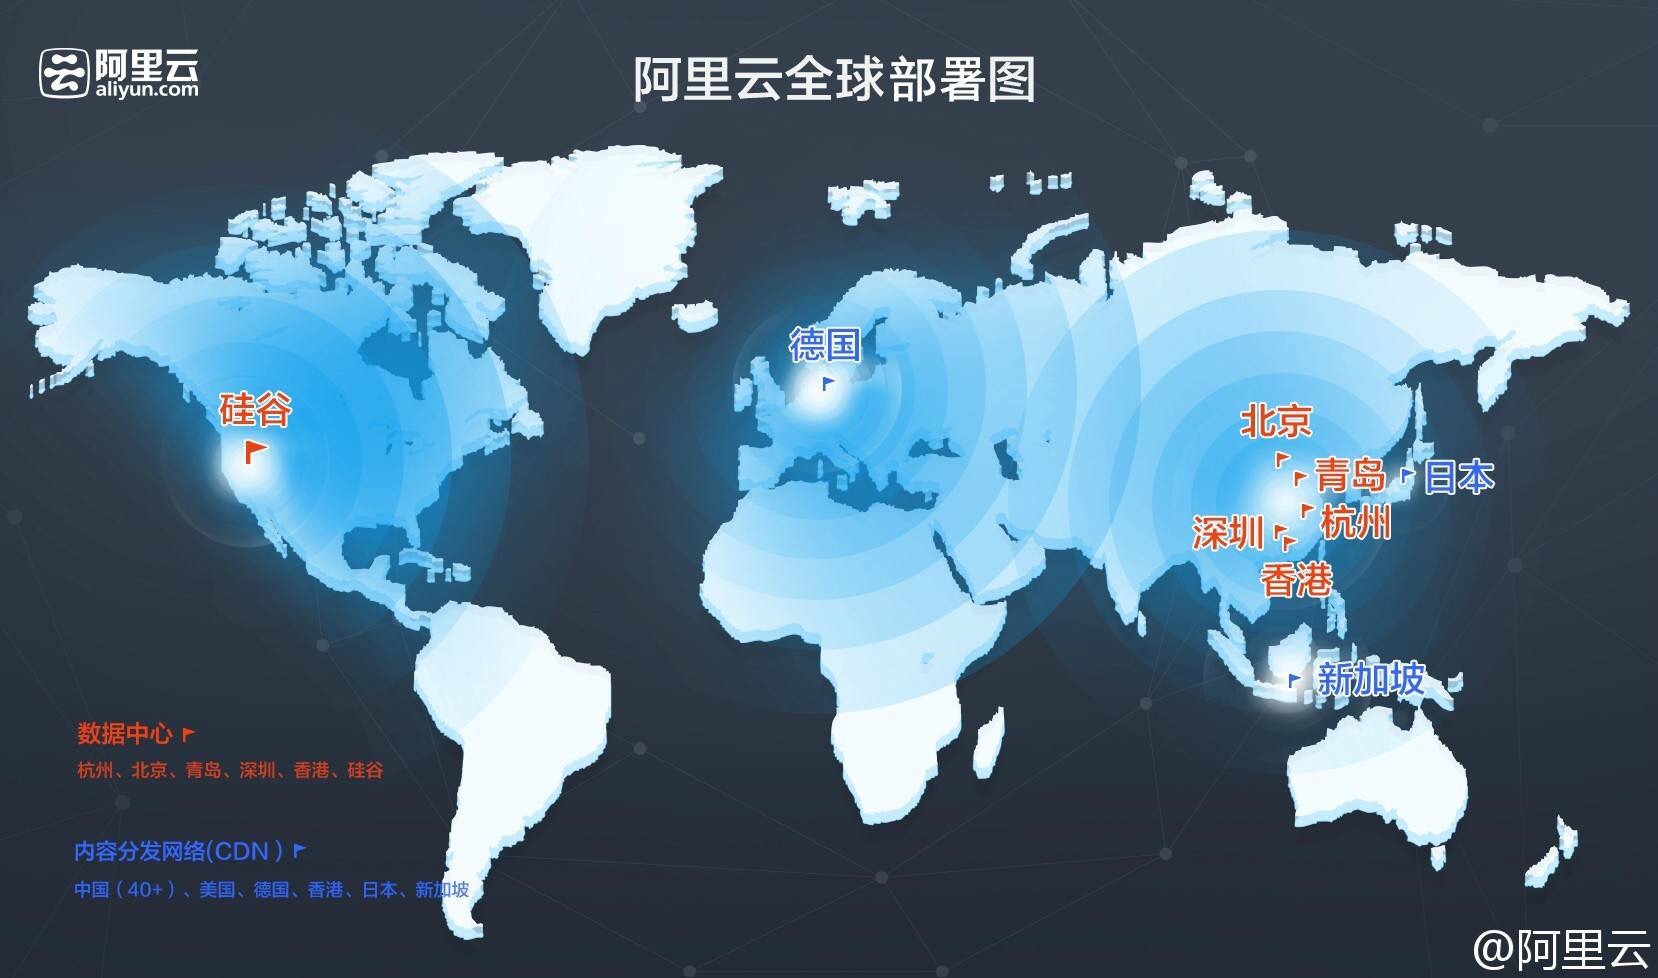 阿里云
aliyun.com
阿里云全球部署图
德国
硅谷
北京
青岛
日本
杭州
深圳
香港
新加坡
数据中心
杭州、北京、青岛、深圳、香港、硅谷
内容分发网络(CDN）
中国（40+）、美国、德国、香港、日本、新加坡
@阿里云